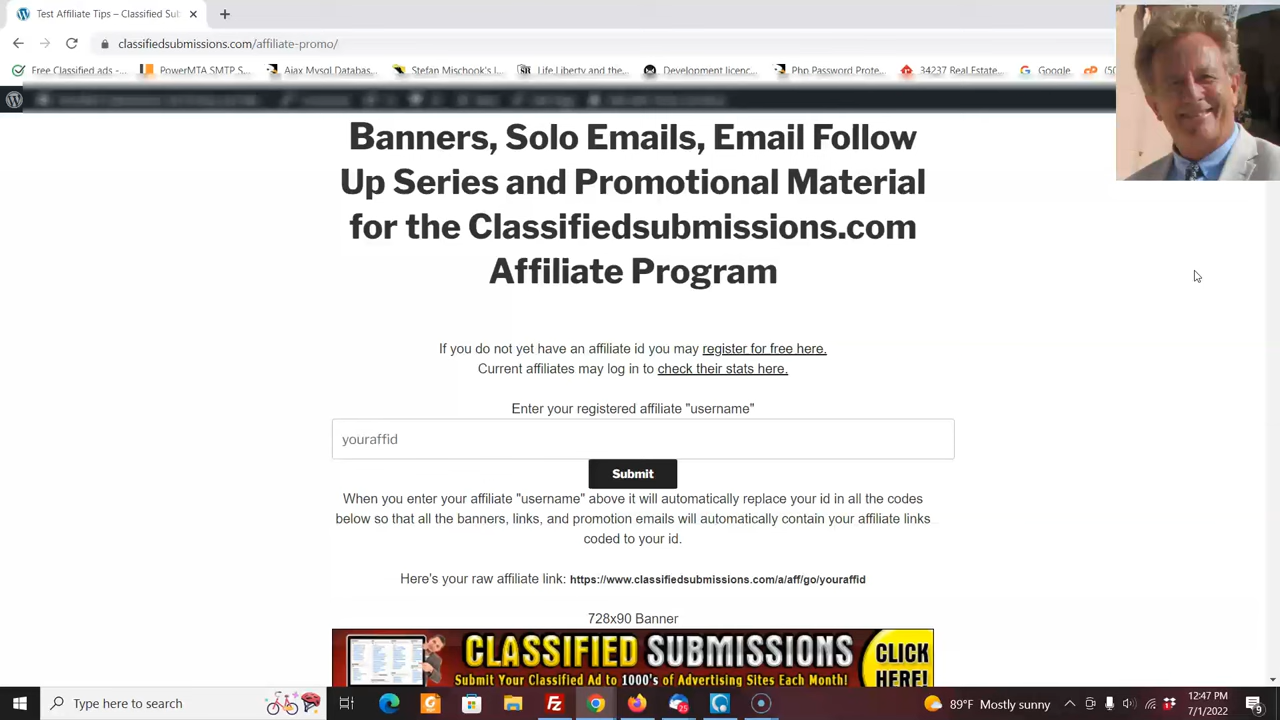 Test Affiliate Tips – Classified Sub
classifiedsubmissions.com/affiliate-promo/
Free Classified ads -... PowerMTA SMTP S... Ajax Mysql Databas... Stefan Mischook's l... Life Liberty and the... Development licenc... Php Password Prote... 34237 Real Estate... Google (50
Banners, Solo Emails, Email Follow
Up Series and Promotional Material
for the Classifiedsubmissions.com
Affiliate Program
If you do not yet have an affiliate id you may register for free here.
Current affiliates may log in to check their stats here.
Enter your registered affiliate "username"
youraffid
Submit
When you enter your affiliate "username" above it will automatically replace your id in all the codes
below so that all the banners, links, and promotion emails will automatically contain your affiliate links
coded to your id.
Here's your raw affiliate link: https://www.classifiedsubmissions.com/a/aff/go/youraffid
728x90 Banner
CLASSIFIED SUBMISSIONS CLICK
Submit Your Classified Ad to 1000's of Advertising Sites Each Month! HERE!
Type here to search
89°F Mostly sunny
12:47 PM
7/1/2022